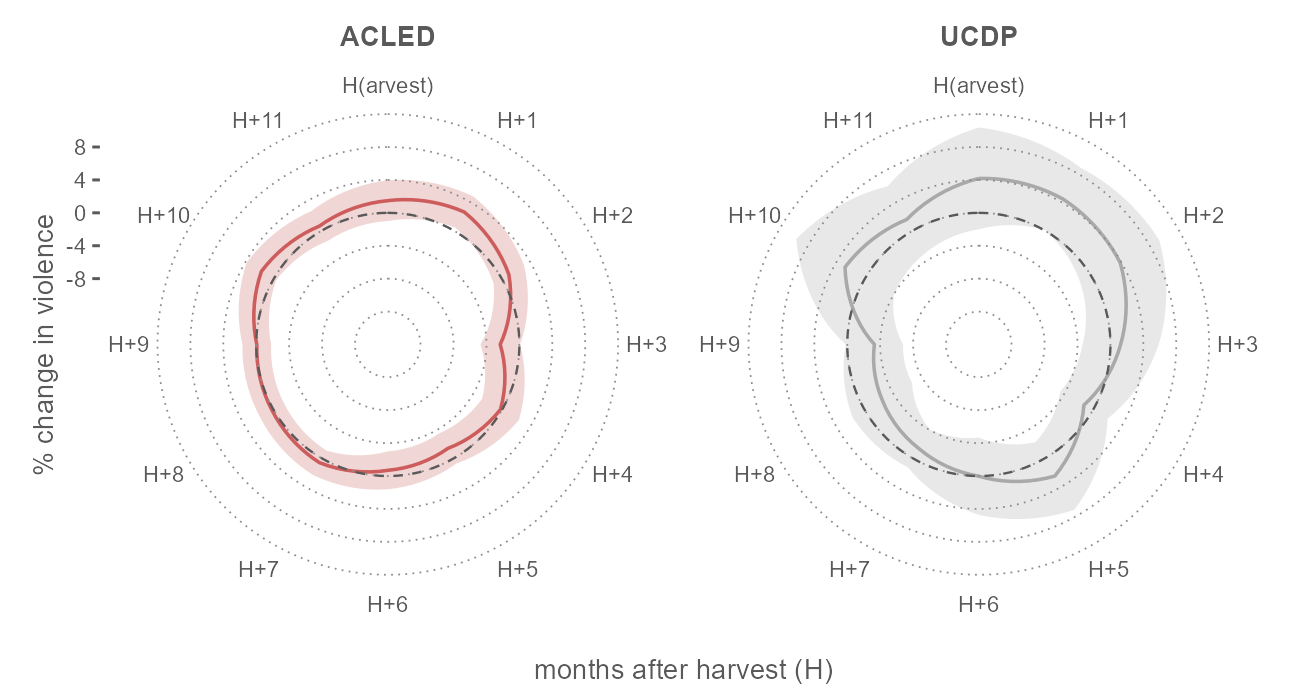 ACLED
UCDP
H(arvest)
H(arvest)
H+11
H+1
H+11
H+1
8
4
0
-4
-8
H+10
H+2
H+10
H+2
% change in violence
H+9
H+3
H+9
H+3
H+8
H+4
H+8
H+4
H+7
H+5
H+7
H+5
H+6
H+6
months after harvest (H)